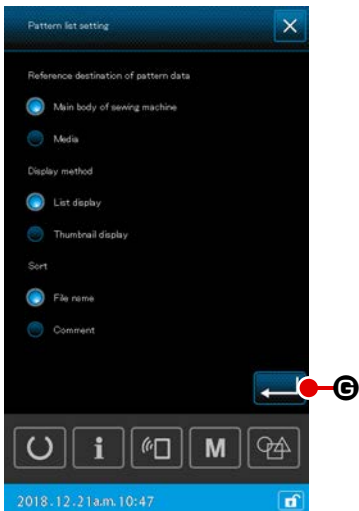 Pattern list setting
Reference destination of pattern data
Main body of sewing machine
Media
Display method
List display
Thumbnail display
Sort
File name
Comment
G
i M
2018.12.21a.m.10:47